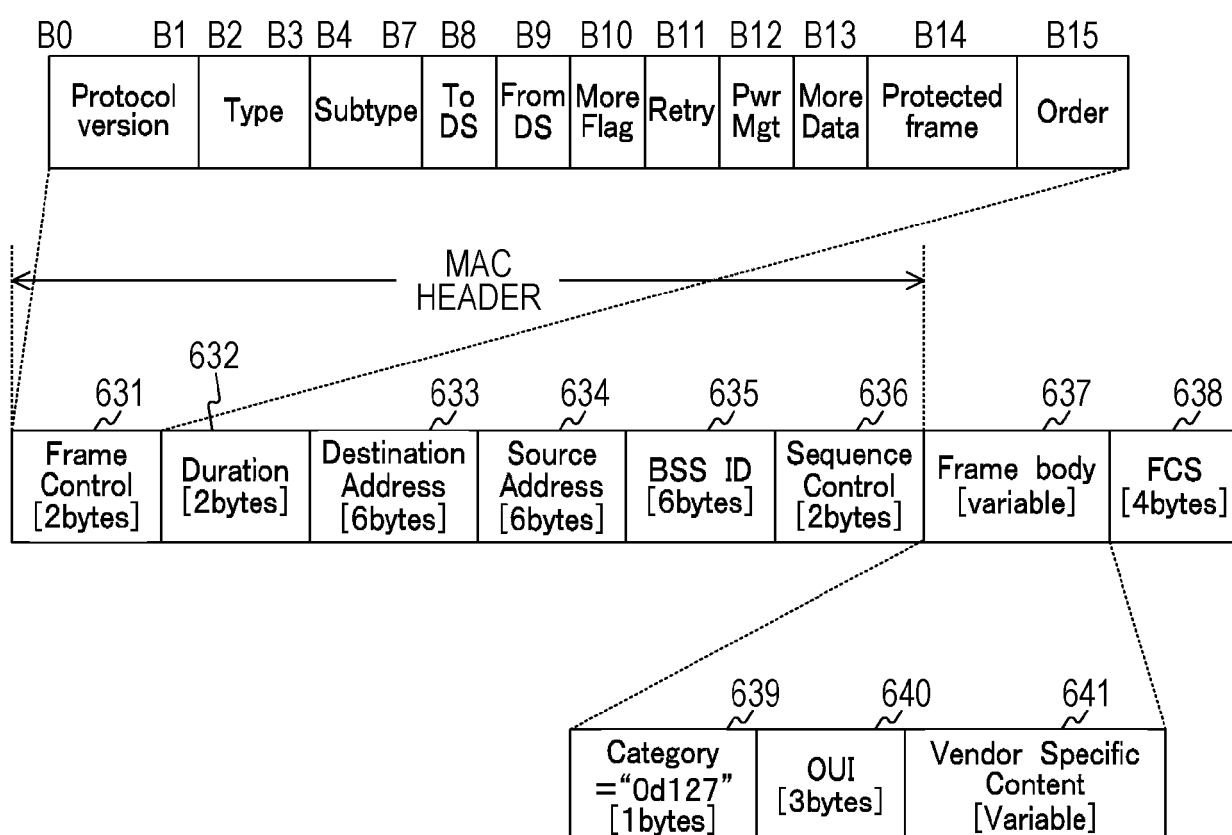 B0 B1 B2 B3 B4 B7 B8 B9 B10 B11 B12 B13 B14 B15
Protocol
version
Type
Subtype
To
DS
From
DS
More
Flag
Retry
Pwr
Mgt
More
Data
Protected
frame
Order
MAC
HEADER
631
632
633
634
635
636
637
638
Frame
Control
[2bytes]
Duration
[2bytes]
Destination
Address
[6bytes]
Source
Address
[6bytes]
BSS ID
[6bytes]
Sequence
Control
[2bytes]
Frame body
[variable]
FCS
[4bytes]
639
640
641
Category
="0d127"
[1bytes]
OUI
[3bytes]
Vendor Specific
Content
[Variable]